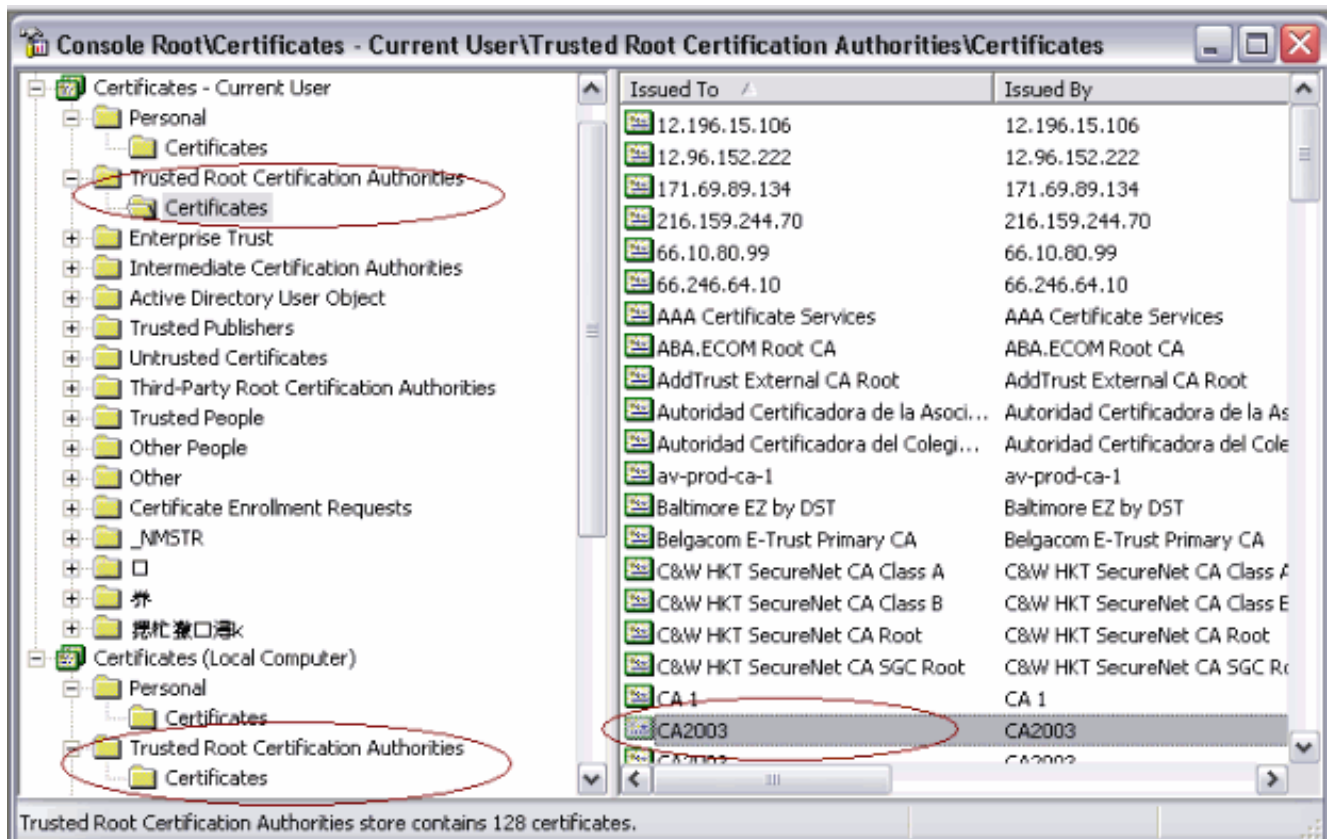 Console Root\Certificates - Current User\Trusted Root Certification Authorities\Certificates
Certificates - Current User
Personal
Certificates
Trusted Root Certification Authorities
Certificates
Enterprise Trust
Intermediate Certification Authorities
Active Directory User Object
Trusted Publishers
Untrusted Certificates
Third-Party Root Certification Authorities
Trusted People
Other People
Other
Certificate Enrollment Requests
_NMSTR
Certificates (Local Computer)
Personal
Certificates
Trusted Root Certification Authorities
Certificates
Issued To Issued By
12.196.15.106 12.196.15.106
12.96.152.222 12.96.152.222
171.69.89.134 171.69.89.134
216.159.244.70 216.159.244.70
66.10.80.99 66.10.80.99
66.246.64.10 66.246.64.10
AAA Certificate Services AAA Certificate Services
ABA.ECOM Root CA ABA.ECOM Root CA
AddTrust External CA Root AddTrust External CA Root
Autoridad Certificadora de la Asoci... Autoridad Certificadora de la As
Autoridad Certificadora del Colegi... Autoridad Certificadora del Cole
av-prod-ca-1 av-prod-ca-1
Baltimore EZ by DST Baltimore EZ by DST
Belgacom E-Trust Primary CA Belgacom E-Trust Primary CA
C&W HKT SecureNet CA Class A C&W HKT SecureNet CA Class A
C&W HKT SecureNet CA Class B C&W HKT SecureNet CA Class
C&W HKT SecureNet CA Root C&W HKT SecureNet CA Root
C&W HKT SecureNet CA SGC Root C&W HKT SecureNet CA SGC
CA 1 CA 1
CA2003 CA2003
Trusted Root Certification Authorities store contains 128 certificates.